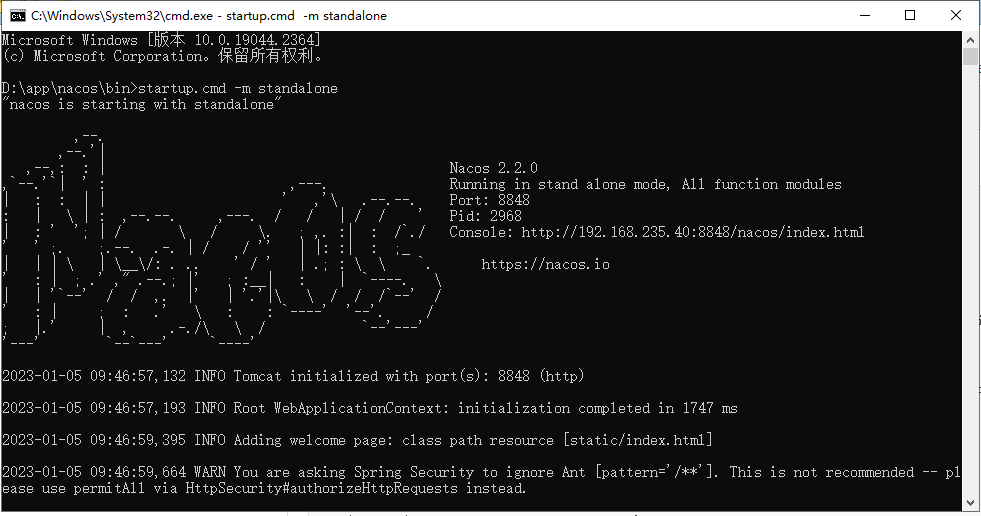 C:\Windows\System32\cmd.exe - startup.cmd -m standalone
Microsoft Windows [版本 10.0.19044.2364]
(c) Microsoft Corporation。保留所有权利。
D:\app\nacos\bin>startup.cmd -m standalone
"nacos is starting with standalone"
Nacos 2.2.0
Running in stand alone mode, All function modules
Port: 8848
Pid: 2968
Console: http://192.168.235.40:8848/nacos/index.html
https://nacos.io
2023-01-05 09:46:57,132 INFO Tomcat initialized with port(s): 8848 (http)
2023-01-05 09:46:57,193 INFO Root WebApplicationContext: initialization completed in 1747 ms
2023-01-05 09:46:59,395 INFO Adding welcome page: class path resource [static/index.html]
2023-01-05 09:46:59,664 WARN You are asking Spring Security to ignore Ant [pattern='/**']. This is not recommended -- pl
ease use permitAll via HttpSecurity#authorizeHttpRequests instead.